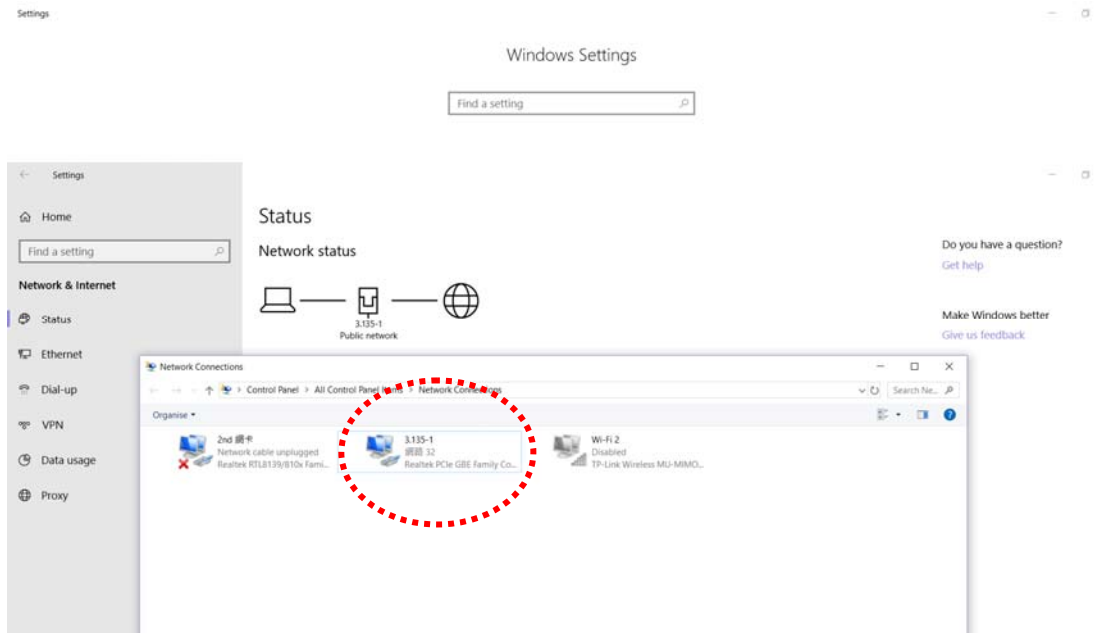 Settings
Windows Settings
Find a setting
Settings
Home
Find a setting
Network & Internet
Status
Ethernet
Dial-up
VPN
Data usage
Proxy
Status
Network status
3.135-1
Public network
Do you have a question?
Get help
Make Windows better
Give us feedback
Network Connections
Control Panel > All Control Panel Items > Network Connections
Search Ne...
Organise
2nd 網卡
Network cable unplugged
Realtek RTL8139/810x Fami...
3.135-1
網路 32
Realtek PCIe GBE Family Co...
Wi-Fi 2
Disabled
TP-Link Wireless MU-MIMO...